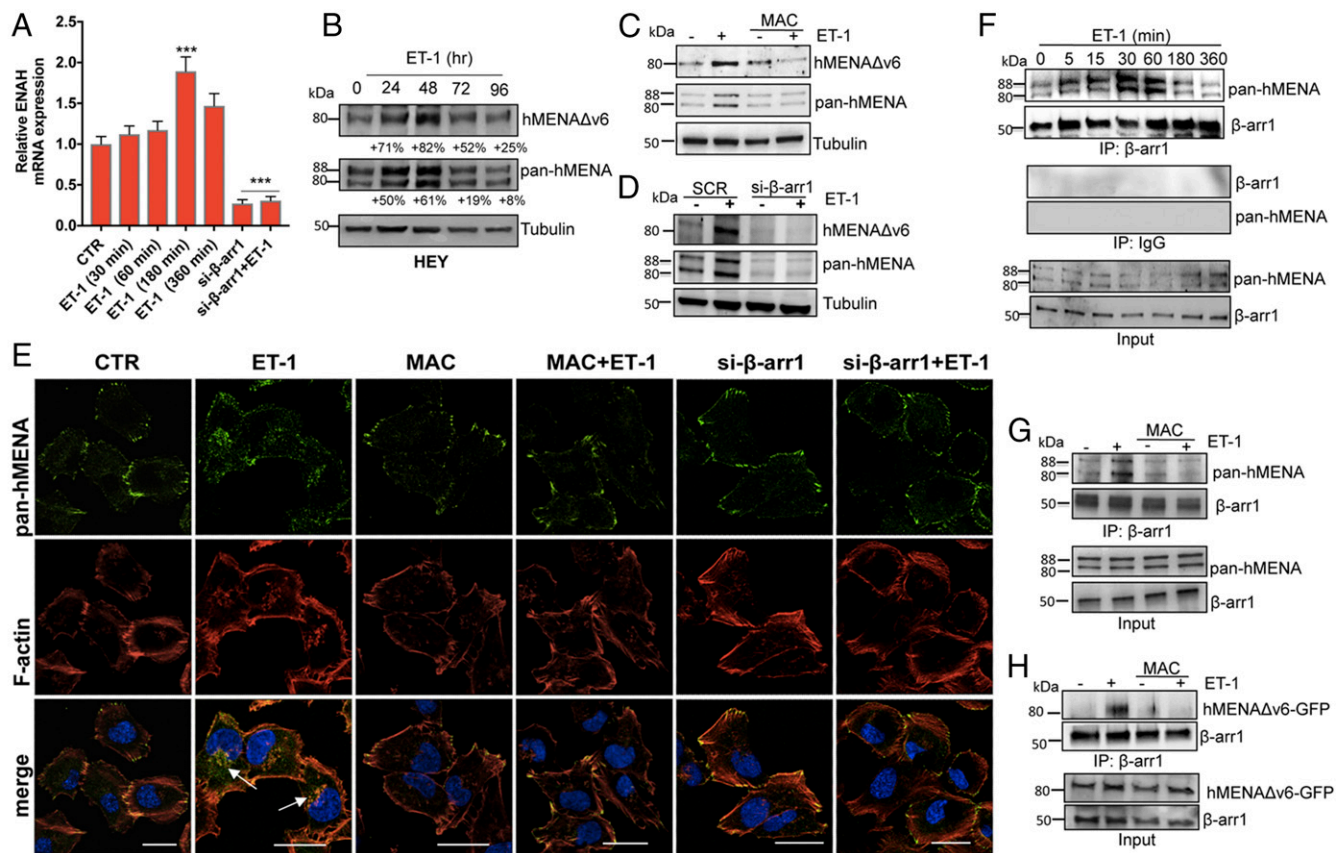 A
Relative ENAH
mRNA expression
2.5
2.0
1.5
1.0
0.5
0.0
***
***
CTR
ET-1 (30 min)
ET-1 (60 min)
ET-1 (180 min)
ET-1 (360 min)
si-β-arr1
si-β-arr1+ET-1
B
ET-1 (hr)
0 24 48 72 96
kDa
80
hMENAΔv6
+71% +82% +52% +25%
88
80
pan-hMENA
+50% +61% +19% +8%
50
Tubulin
HEY
C
MAC
kDa - + - + ET-1
80
hMENAΔv6
88
80
pan-hMENA
50
Tubulin
D
SCR si-β-arr1
kDa - + - + ET-1
80
hMENAΔv6
88
80
pan-hMENA
50
Tubulin
E
CTR ET-1 MAC MAC+ET-1 si-β-arr1 si-β-arr1+ET-1
pan-hMENA
F-actin
merge
F
ET-1 (min)
kDa 0 5 15 30 60 180 360
88
80
pan-hMENA
50
β-arr1
IP: β-arr1
β-arr1
pan-hMENA
IP: IgG
88
80
pan-hMENA
50
β-arr1
Input
G
MAC
kDa - + - + ET-1
88
80
pan-hMENA
50
β-arr1
IP: β-arr1
88
80
pan-hMENA
50
β-arr1
Input
H
MAC
- + - + ET-1
kDa
80
hMENAΔv6-GFP
50
β-arr1
IP: β-arr1
80
hMENAΔv6-GFP
50
β-arr1
Input